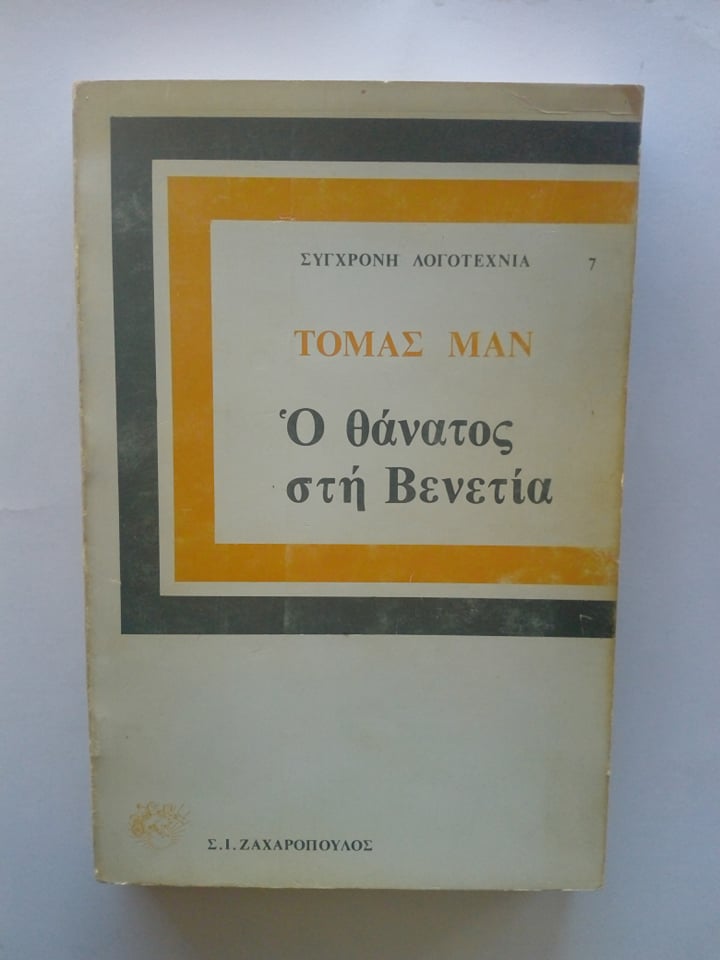 ΣΥΓΧΡΟΝΗ ΛΟΓΟΤΕΧΝΙΑ 7
ΤΟΜΑΣ ΜΑΝ
Ὁ θάνατος
στή Βενετία
Σ.Ι.ΖΑΧΑΡΟΠΟΥΛΟΣ